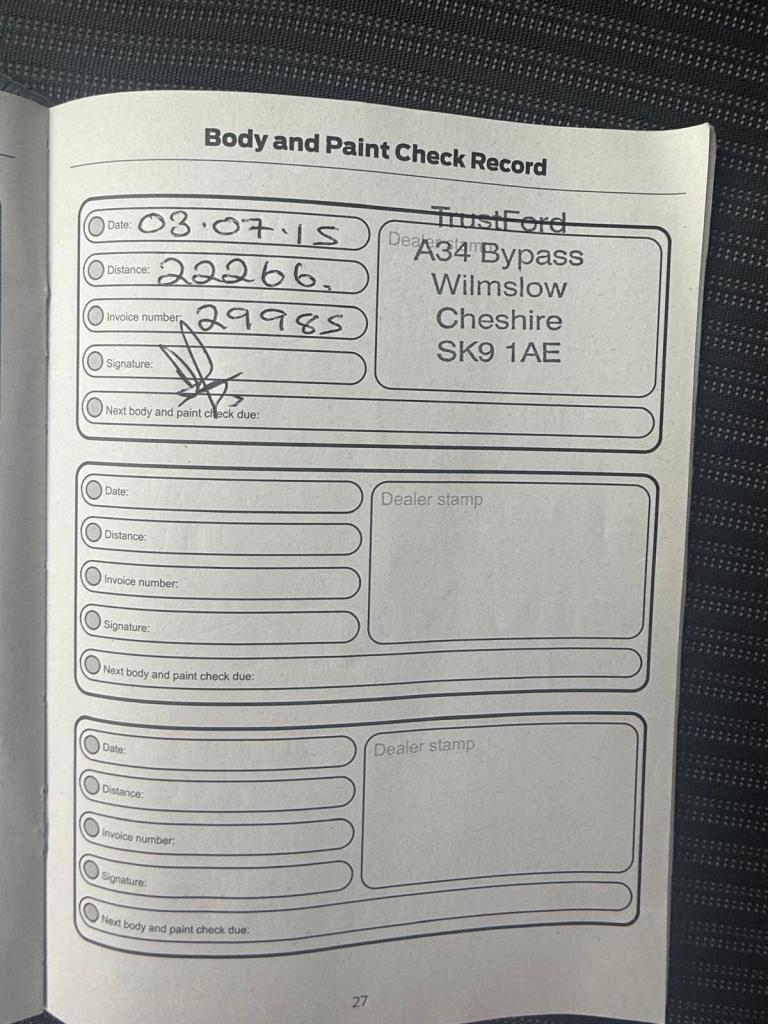 Body and Paint Check Record
Date: 03.07.15
TrustFord
Dealer stamp
A34 Bypass
Distance: 22266.
Wilmslow
Invoice number: 29985
Cheshire
Signature:
SK9 1AE
Next body and paint check due:
Date:
Dealer stamp
Distance:
Invoice number:
Signature:
Next body and paint check due:
Date:
Dealer stamp
Distance:
Invoice number:
Signature:
Next body and paint check due:
27